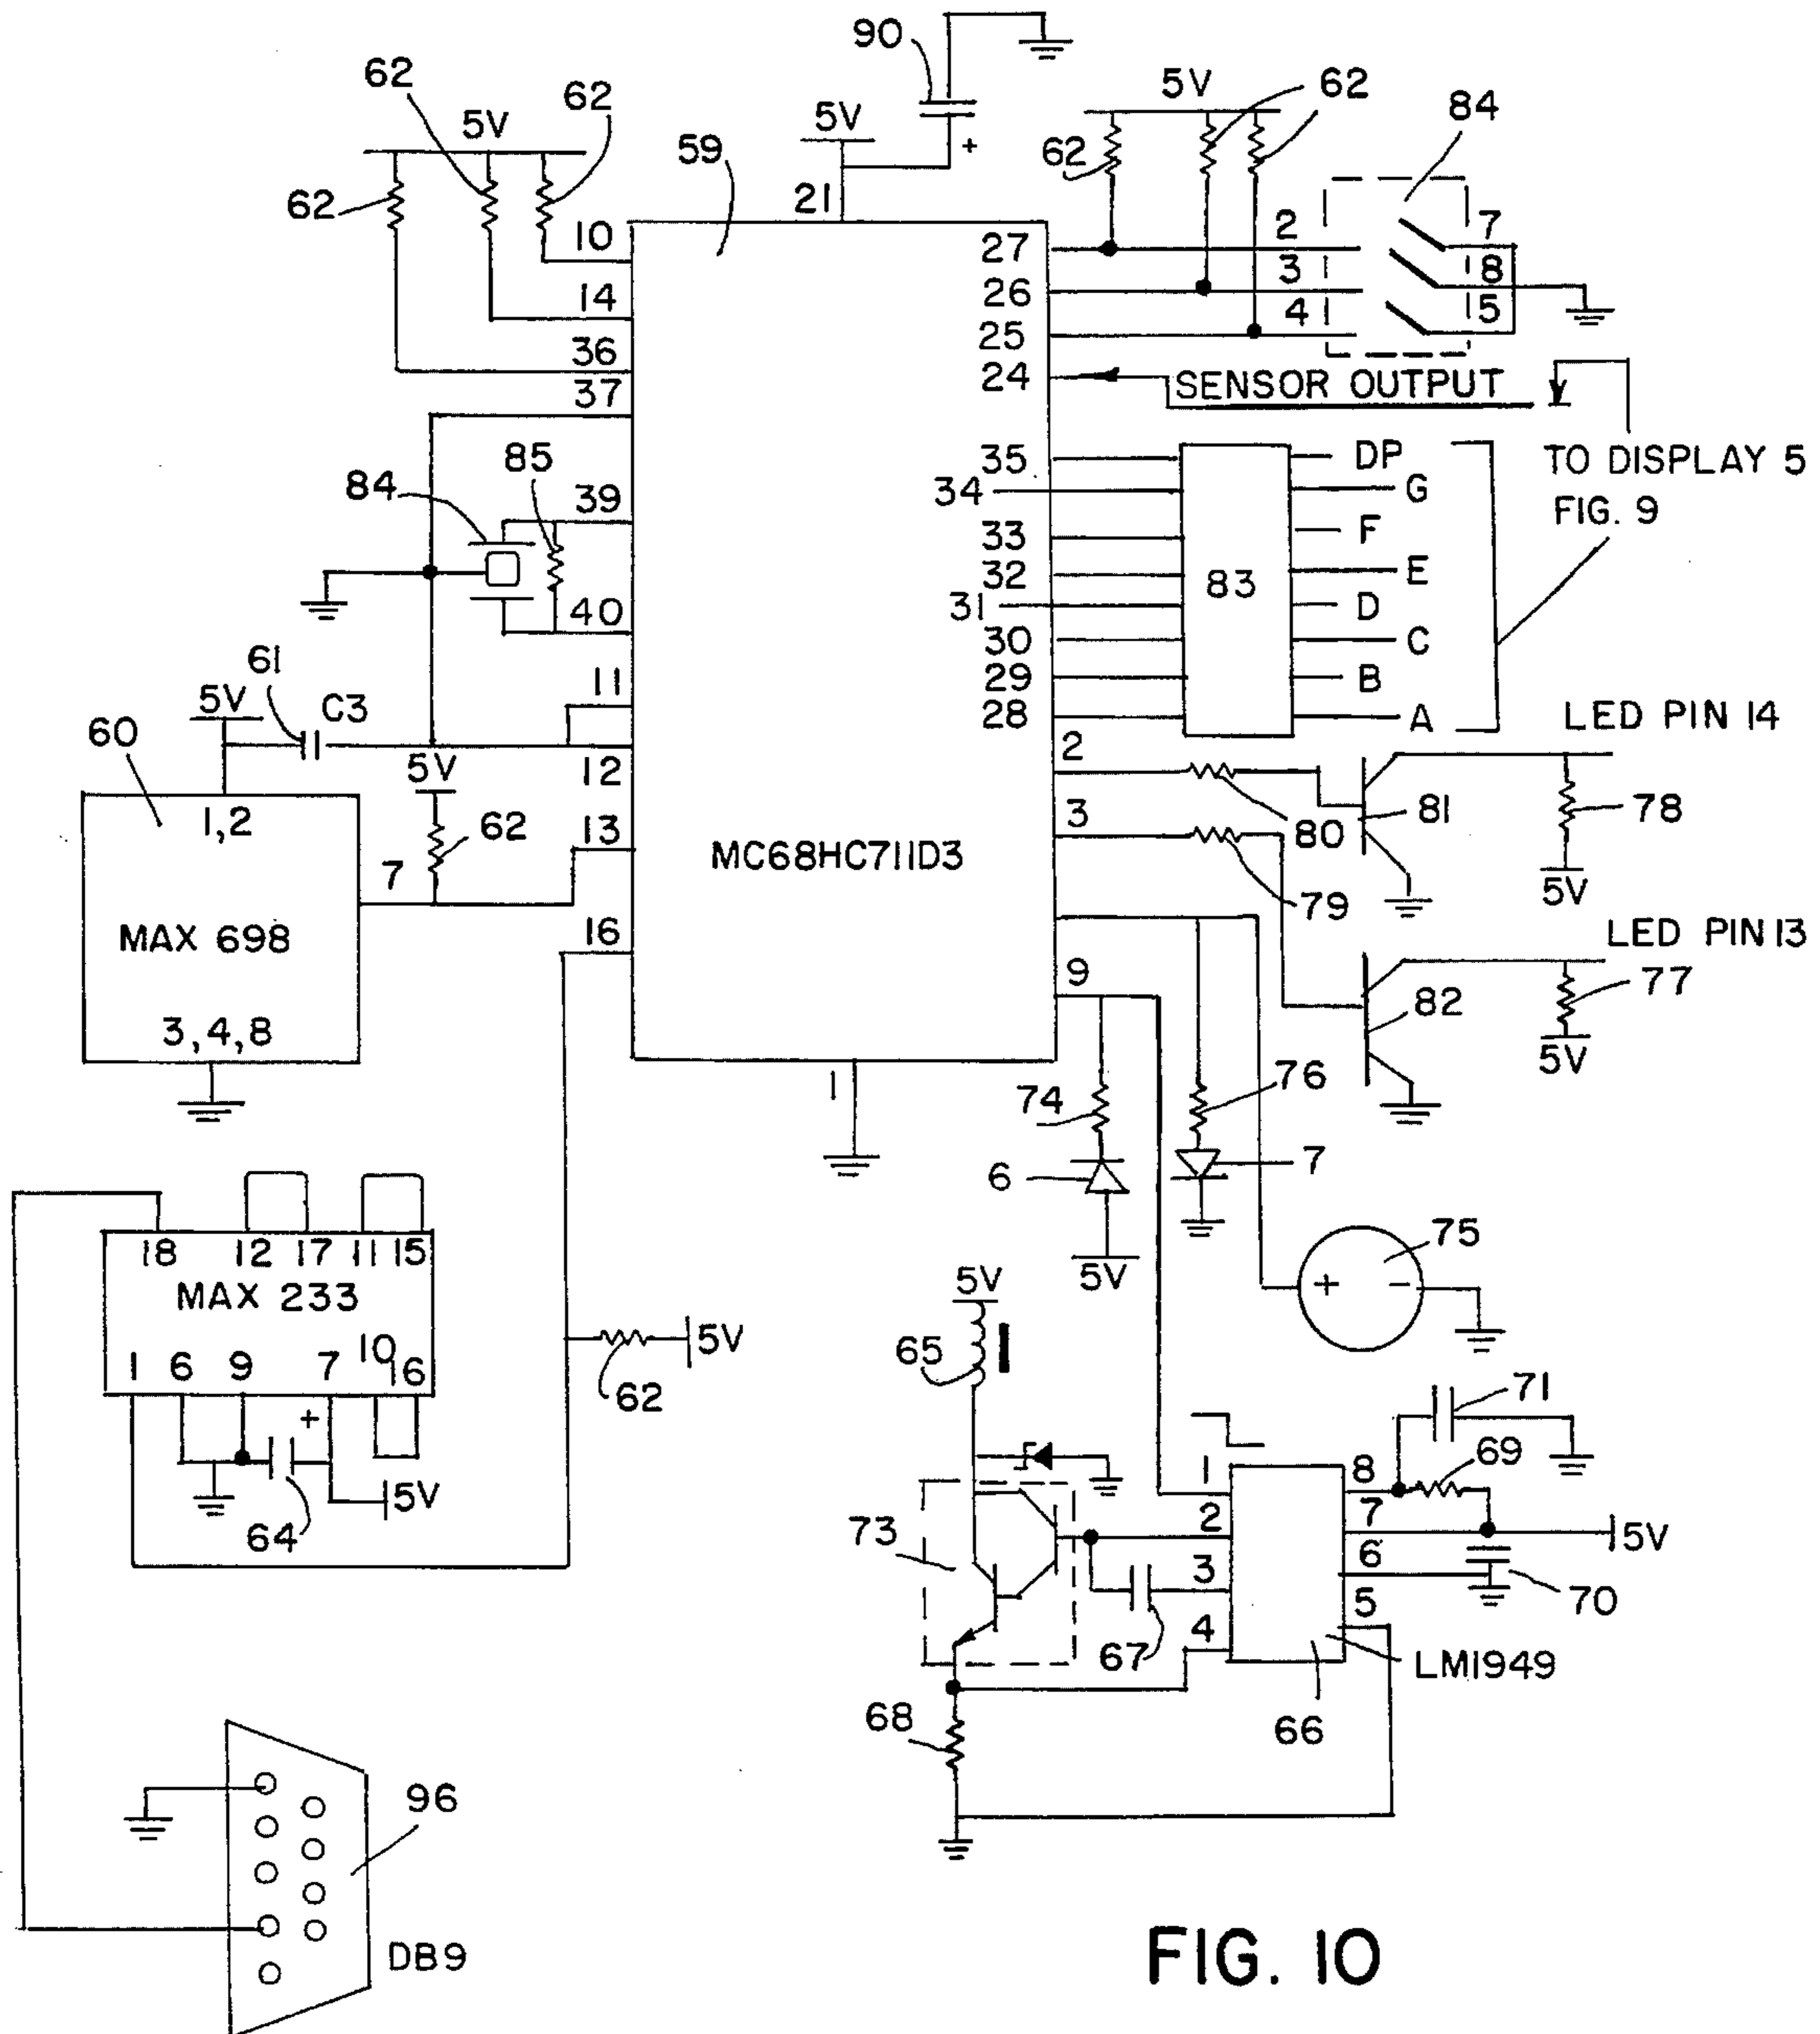 90
62
62
5V
5V
5V
62
84
59
62
62
21
+
10
27
2
7
14
26
3
8
36
25
4
5
37
24
SENSOR OUTPUT
85
84
39
35
DP
TO DISPLAY 5
FIG. 9
34
G
33
F
32
E
83
31
D
40
30
C
61
11
29
B
5V
C3
28
A
LED PIN 14
60
12
2
5V
1,2
62
13
3
80
81
78
7
MC68HC711D3
5V
79
MAX 698
16
LED PIN 13
9
77
3,4,8
82
5V
1
74
76
6
7
18
12
17
11
15
5V
75
MAX 233
5V
+
-
65
5V
1
6
9
7
10
16
62
71
+
69
64
5V
1
8
73
2
7
5V
3
6
70
4
5
67
LM1949
68
66
96
DB9
FIG. 10